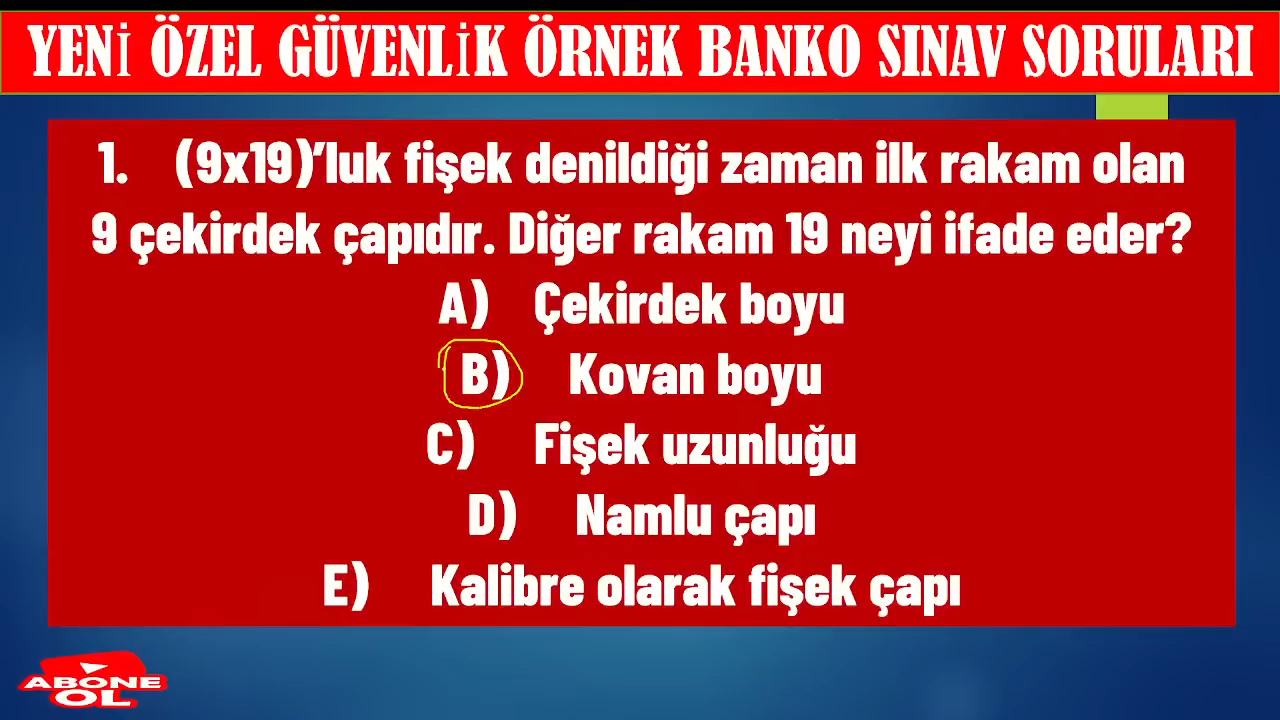 YENİ ÖZEL GÜVENLİK ÖRNEK BANKO SINAV SORULARI
1. (9x19)’luk fişek denildiği zaman ilk rakam olan
9 çekirdek çapıdır. Diğer rakam 19 neyi ifade eder?
A) Çekirdek boyu
B) Kovan boyu
C) Fişek uzunluğu
D) Namlu çapı
E) Kalibre olarak fişek çapı
ABONE
OL